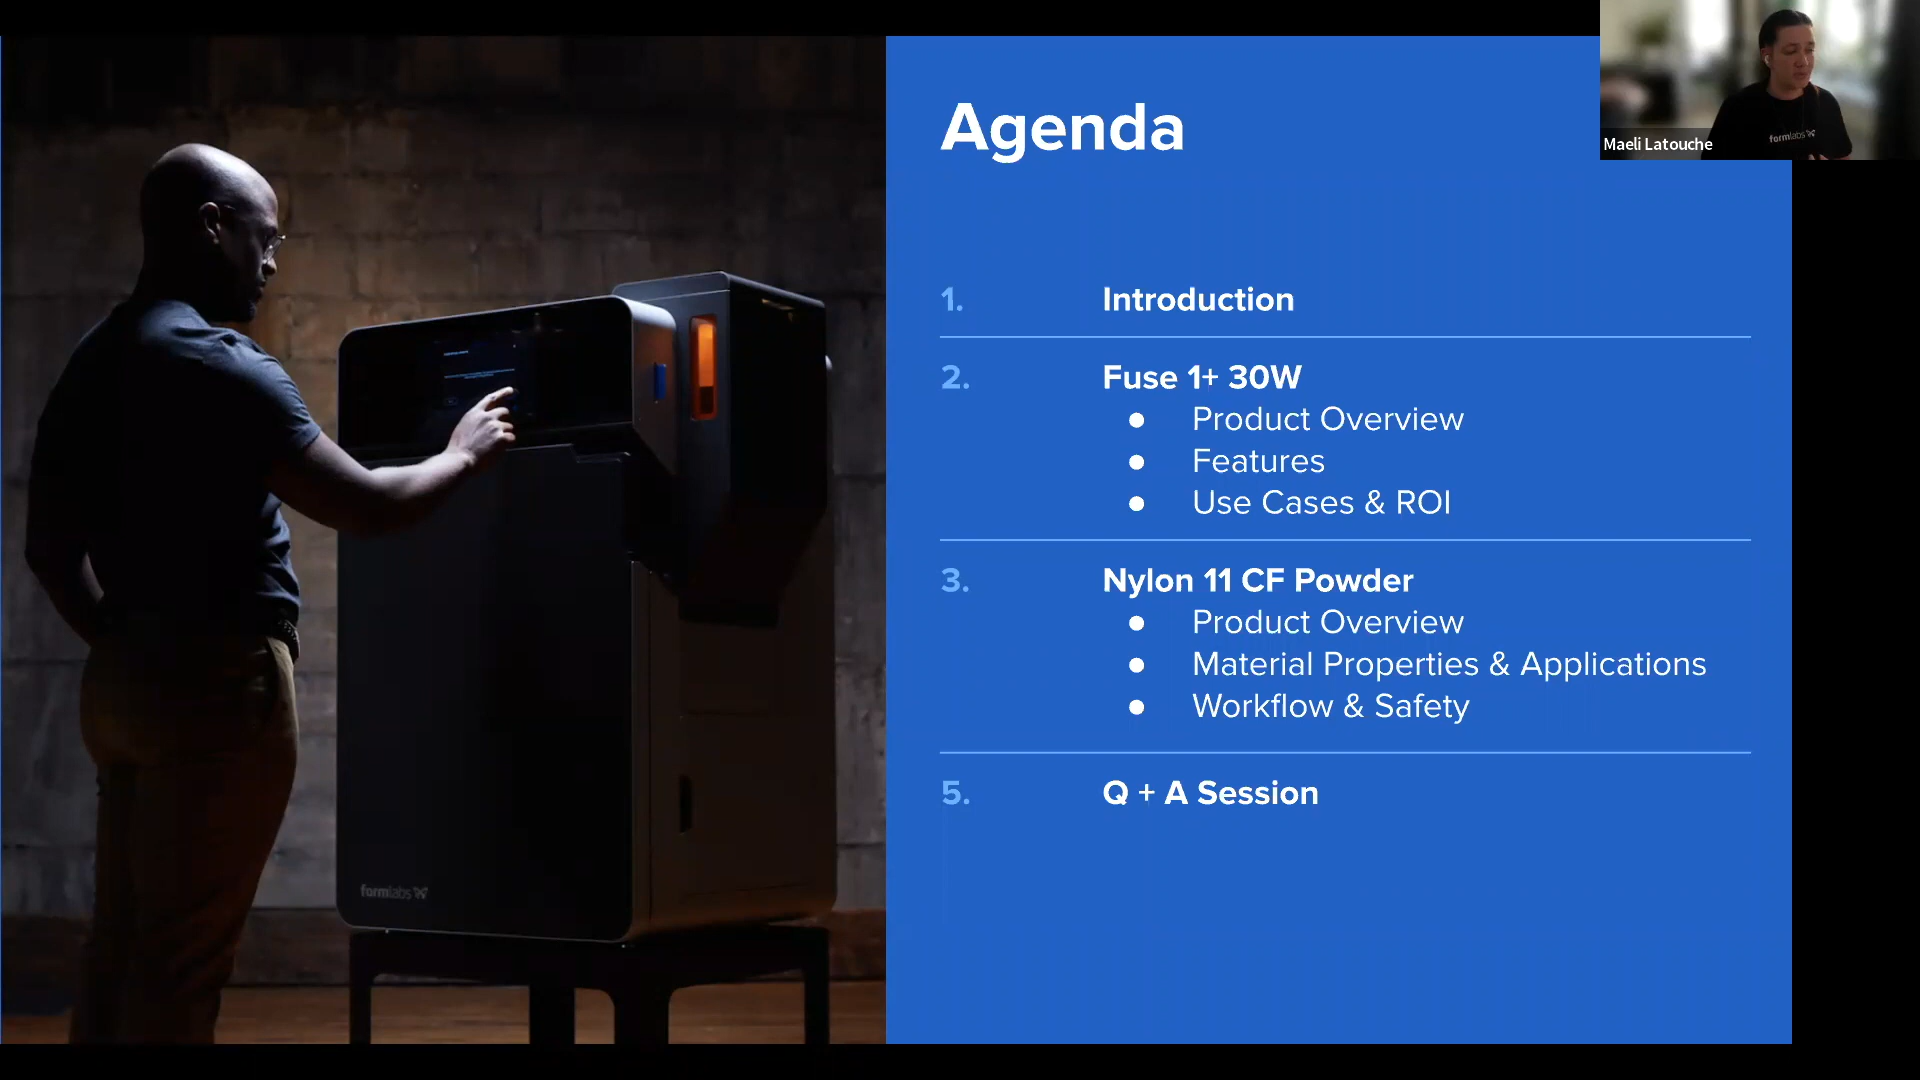 Agenda
1. Introduction
2. Fuse 1+ 30W
● Product Overview
● Features
● Use Cases & ROI
3. Nylon 11 CF Powder
● Product Overview
● Material Properties & Applications
● Workflow & Safety
5. Q + A Session
Maeli Latouche
formlabs
formlabs